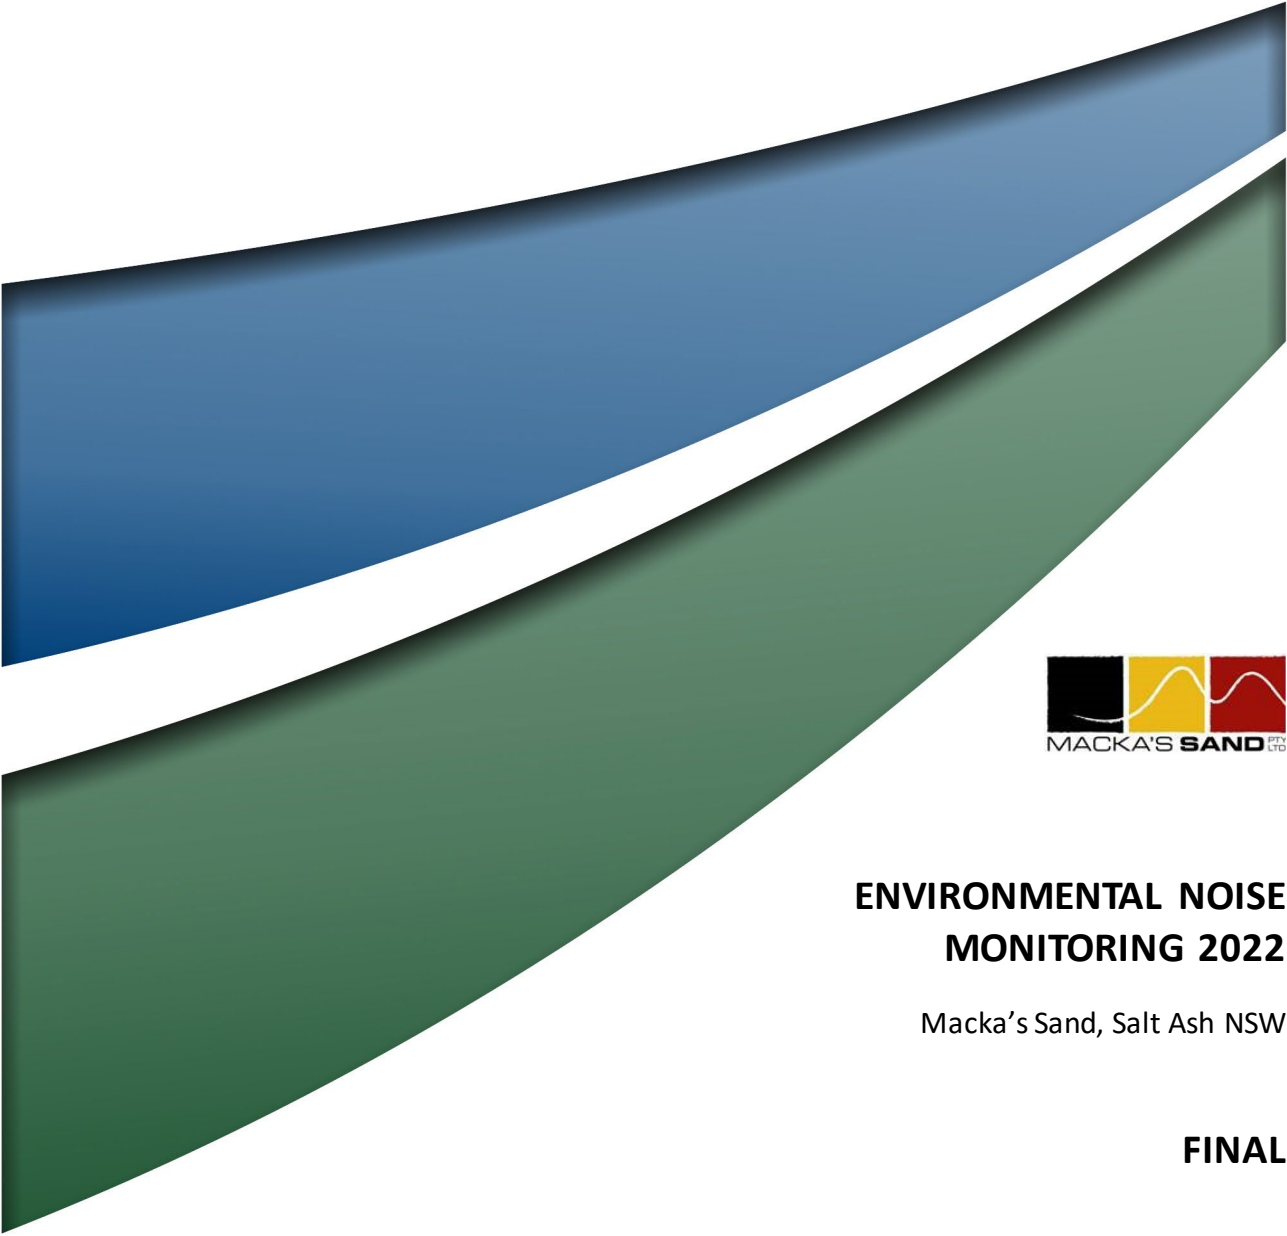 MACKA'S SAND PTY LTD
ENVIRONMENTAL NOISE
MONITORING 2022
Macka’s Sand, Salt Ash NSW
FINAL